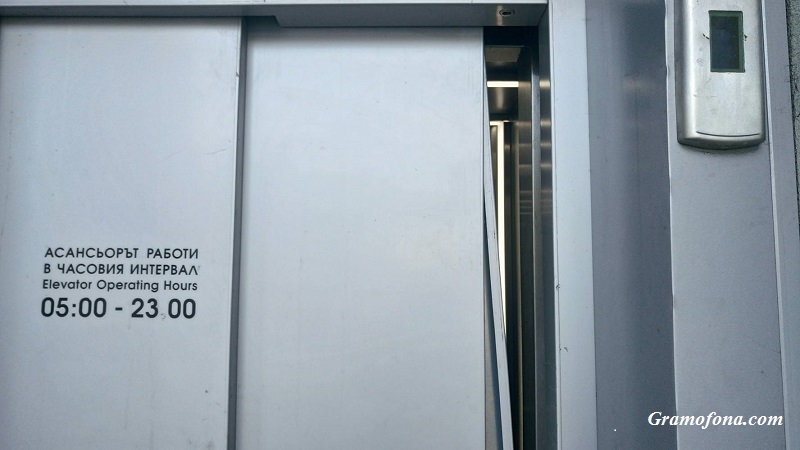 АСАНСЬОРЪТ РАБОТИ
В ЧАСОВИЯ ИНТЕРВАЛ
Elevator Operating Hours
05:00 - 23.00
Gramofona.com